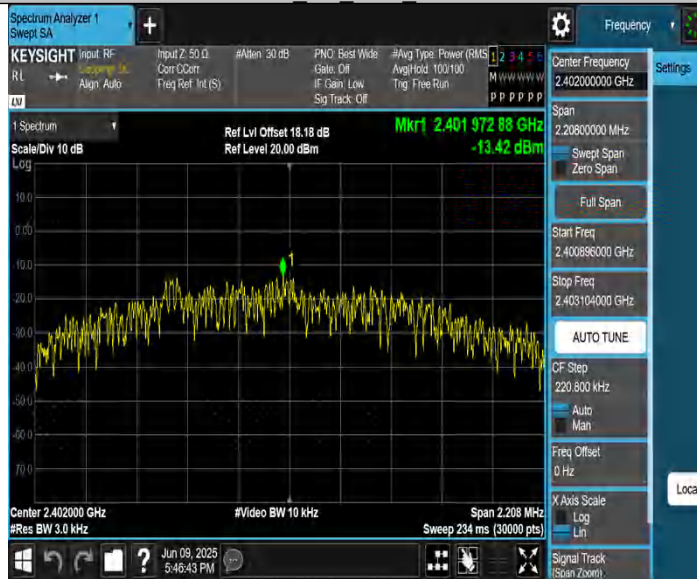 Spectrum Analyzer 1
Swept SA
+
Frequency
KEYSIGHT
RL
Input: RF
Coupling: DC
Align: Auto
Input Z: 50 Ω
Corr CCorr
Freq Ref: Int (S)
#Atten: 30 dB
PNO: Best Wide
Gate: Off
IF Gain: Low
Sig Track: Off
#Avg Type: Power (RMS
Avg|Hold: 100/100
Trig: Free Run
1 2 3 4 5 6
M W W W W W
P P P P P P
LXI
1 Spectrum
Scale/Div 10 dB
Log
Ref Lvl Offset 18.18 dB
Ref Level 20.00 dBm
Mkr1 2.401 972 88 GHz
-13.42 dBm
10.0
0.00
-10.0
-20.0
-30.0
-40.0
-50.0
-60.0
-70.0
1
Center 2.402000 GHz
#Res BW 3.0 kHz
#Video BW 10 kHz
Span 2.208 MHz
Sweep 234 ms (30000 pts)
?
Jun 09, 2025
5:46:43 PM
Center Frequency
2.402000000 GHz
Settings
Span
2.20800000 MHz
Swept Span
Zero Span
Full Span
Start Freq
2.400896000 GHz
Stop Freq
2.403104000 GHz
AUTO TUNE
CF Step
220.800 kHz
Auto
Man
Freq Offset
0 Hz
X Axis Scale
Log
Lin
Loca
Signal Track
(Span Zoom)